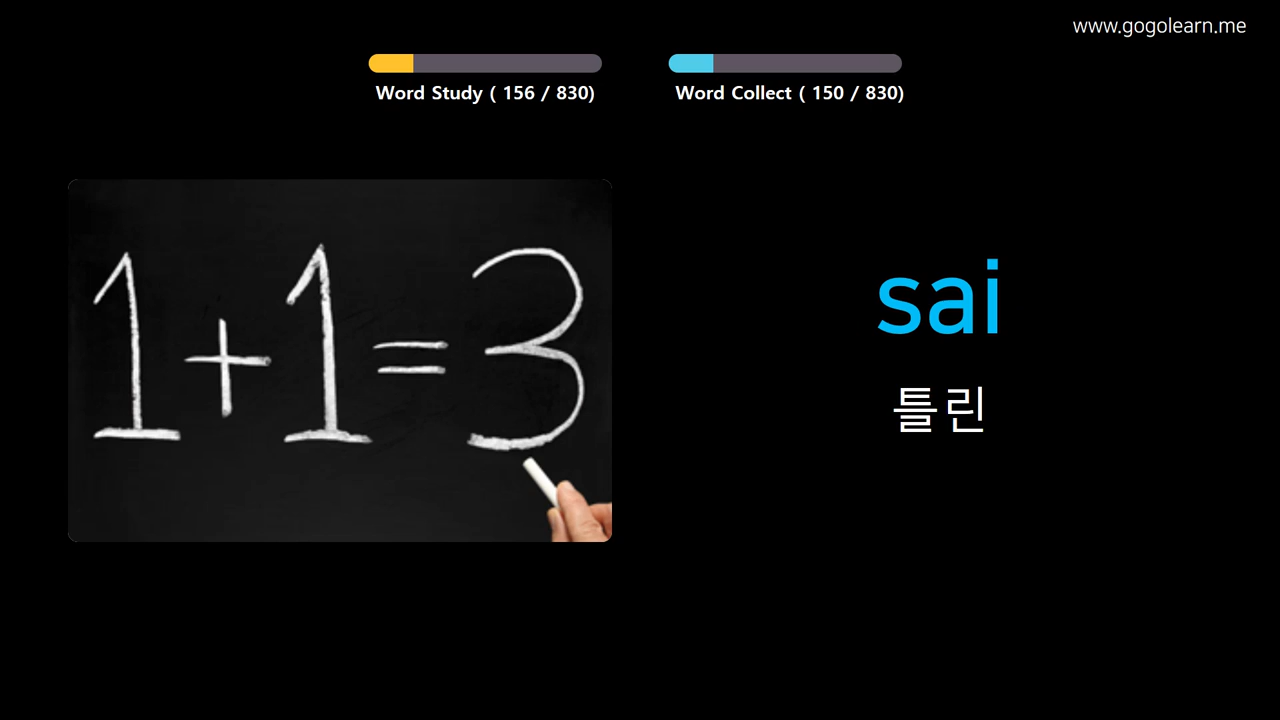 www.gogolearn.me
Word Study ( 156 / 830)
Word Collect ( 150 / 830)
1+1=3
sai
틀린